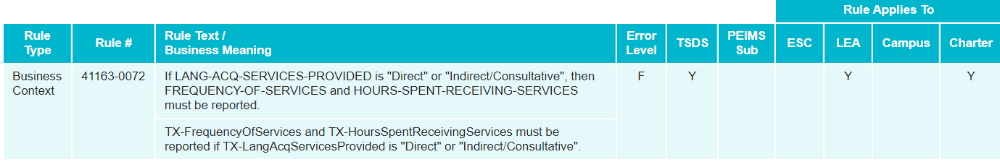 Rule Applies To
Rule Type
Rule #
Rule Text /
Business Meaning
Error Level
TSDS
PEIMS Sub
ESC
LEA
Campus
Charter
Business Context
41163-0072
If LANG-ACQ-SERVICES-PROVIDED is "Direct" or "Indirect/Consultative", then
FREQUENCY-OF-SERVICES and HOURS-SPENT-RECEIVING-SERVICES
must be reported.
F
Y
Y
Y
TX-FrequencyOfServices and TX-HoursSpentReceivingServices must be
reported if TX-LangAcqServicesProvided is "Direct" or "Indirect/Consultative".